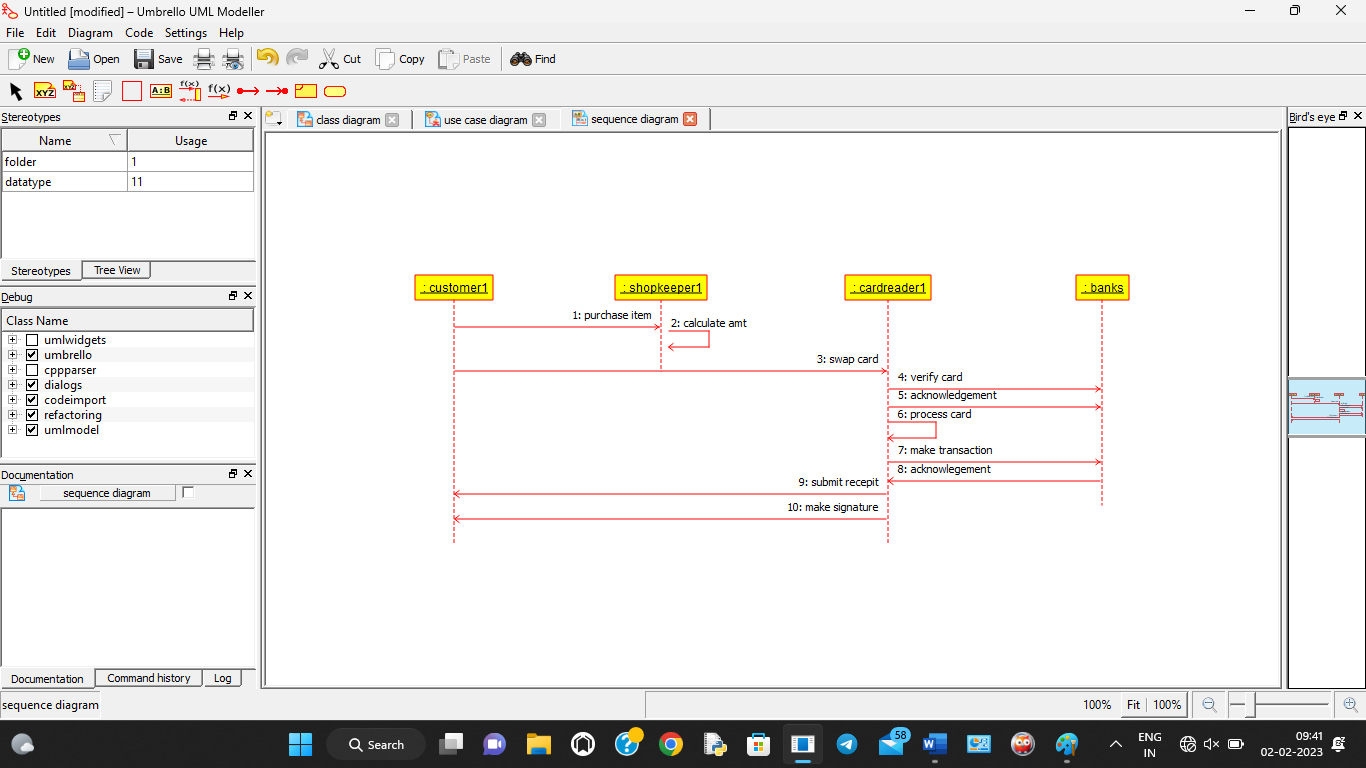 Untitled [modified] – Umbrello UML Modeller
File Edit Diagram Code Settings Help
New Open Save Cut Copy Paste Find
XYZ XYZ A:B f(x) f(x)
Stereotypes
Name Usage
folder 1
datatype 11
Stereotypes Tree View
Debug
Class Name
umlwidgets
umbrello
cppparser
dialogs
codeimport
refactoring
umlmodel
Documentation
sequence diagram
Documentation Command history Log
class diagram use case diagram sequence diagram
: customer1 : shopkeeper1 : cardreader1 : banks
1: purchase item
2: calculate amt
3: swap card
4: verify card
5: acknowledgement
6: process card
7: make transaction
8: acknowlegement
9: submit recepit
10: make signature
Bird's eye
sequence diagram
100% Fit 100%
Search
58
ENG
IN
09:41
02-02-2023